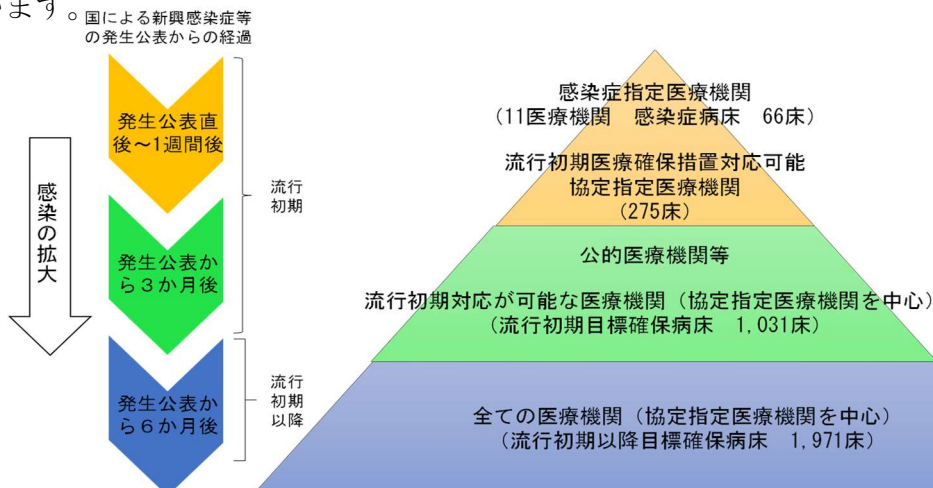 います。
国による新興感染症等
の発生公表からの経過
感染の拡大
発生公表直
後～1週間後
発生公表か
ら３か月後
発生公表か
ら６か月後
流行
初期
流行
初期
以降
感染症指定医療機関
(11医療機関　感染症病床　66床)
流行初期医療確保措置対応可能
協定指定医療機関
(275床)
公的医療機関等
流行初期対応が可能な医療機関（協定指定医療機関を中心）
(流行初期目標確保病床　1,031床)
全ての医療機関（協定指定医療機関を中心）
(流行初期以降目標確保病床　1,971床)